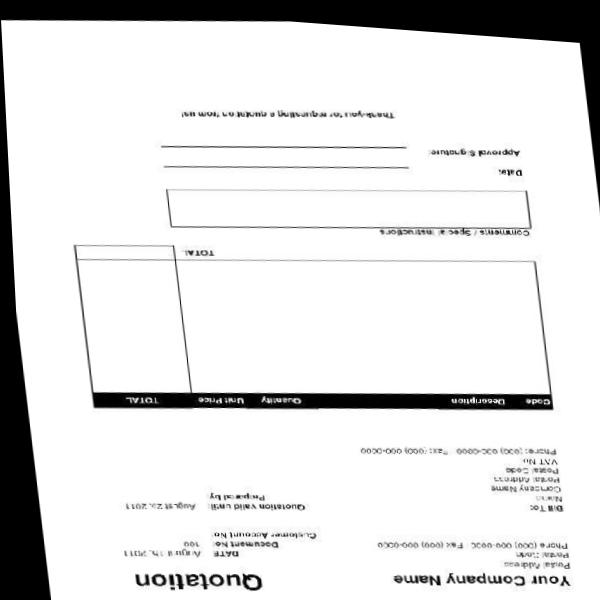 Your Company Name
Quotation
Postal Address
Postal Code
Phone (000) 000-0000 Fax (000) 000-0000
DATE August 15, 2011
Document No: 100
Customer Account No:
Bill To:
Name
Company Name
Postal Address
Postal Code
VAT No
Phone: (000) 000-0000 Fax: (000) 000-0000
Quotation valid until: August 25, 2011
Prepared by
Code Description Quantity Unit Price TOTAL
TOTAL
Comments / Special Instructions
Date:
Approval Signature:
Thank-you for requesting a quotation from us!